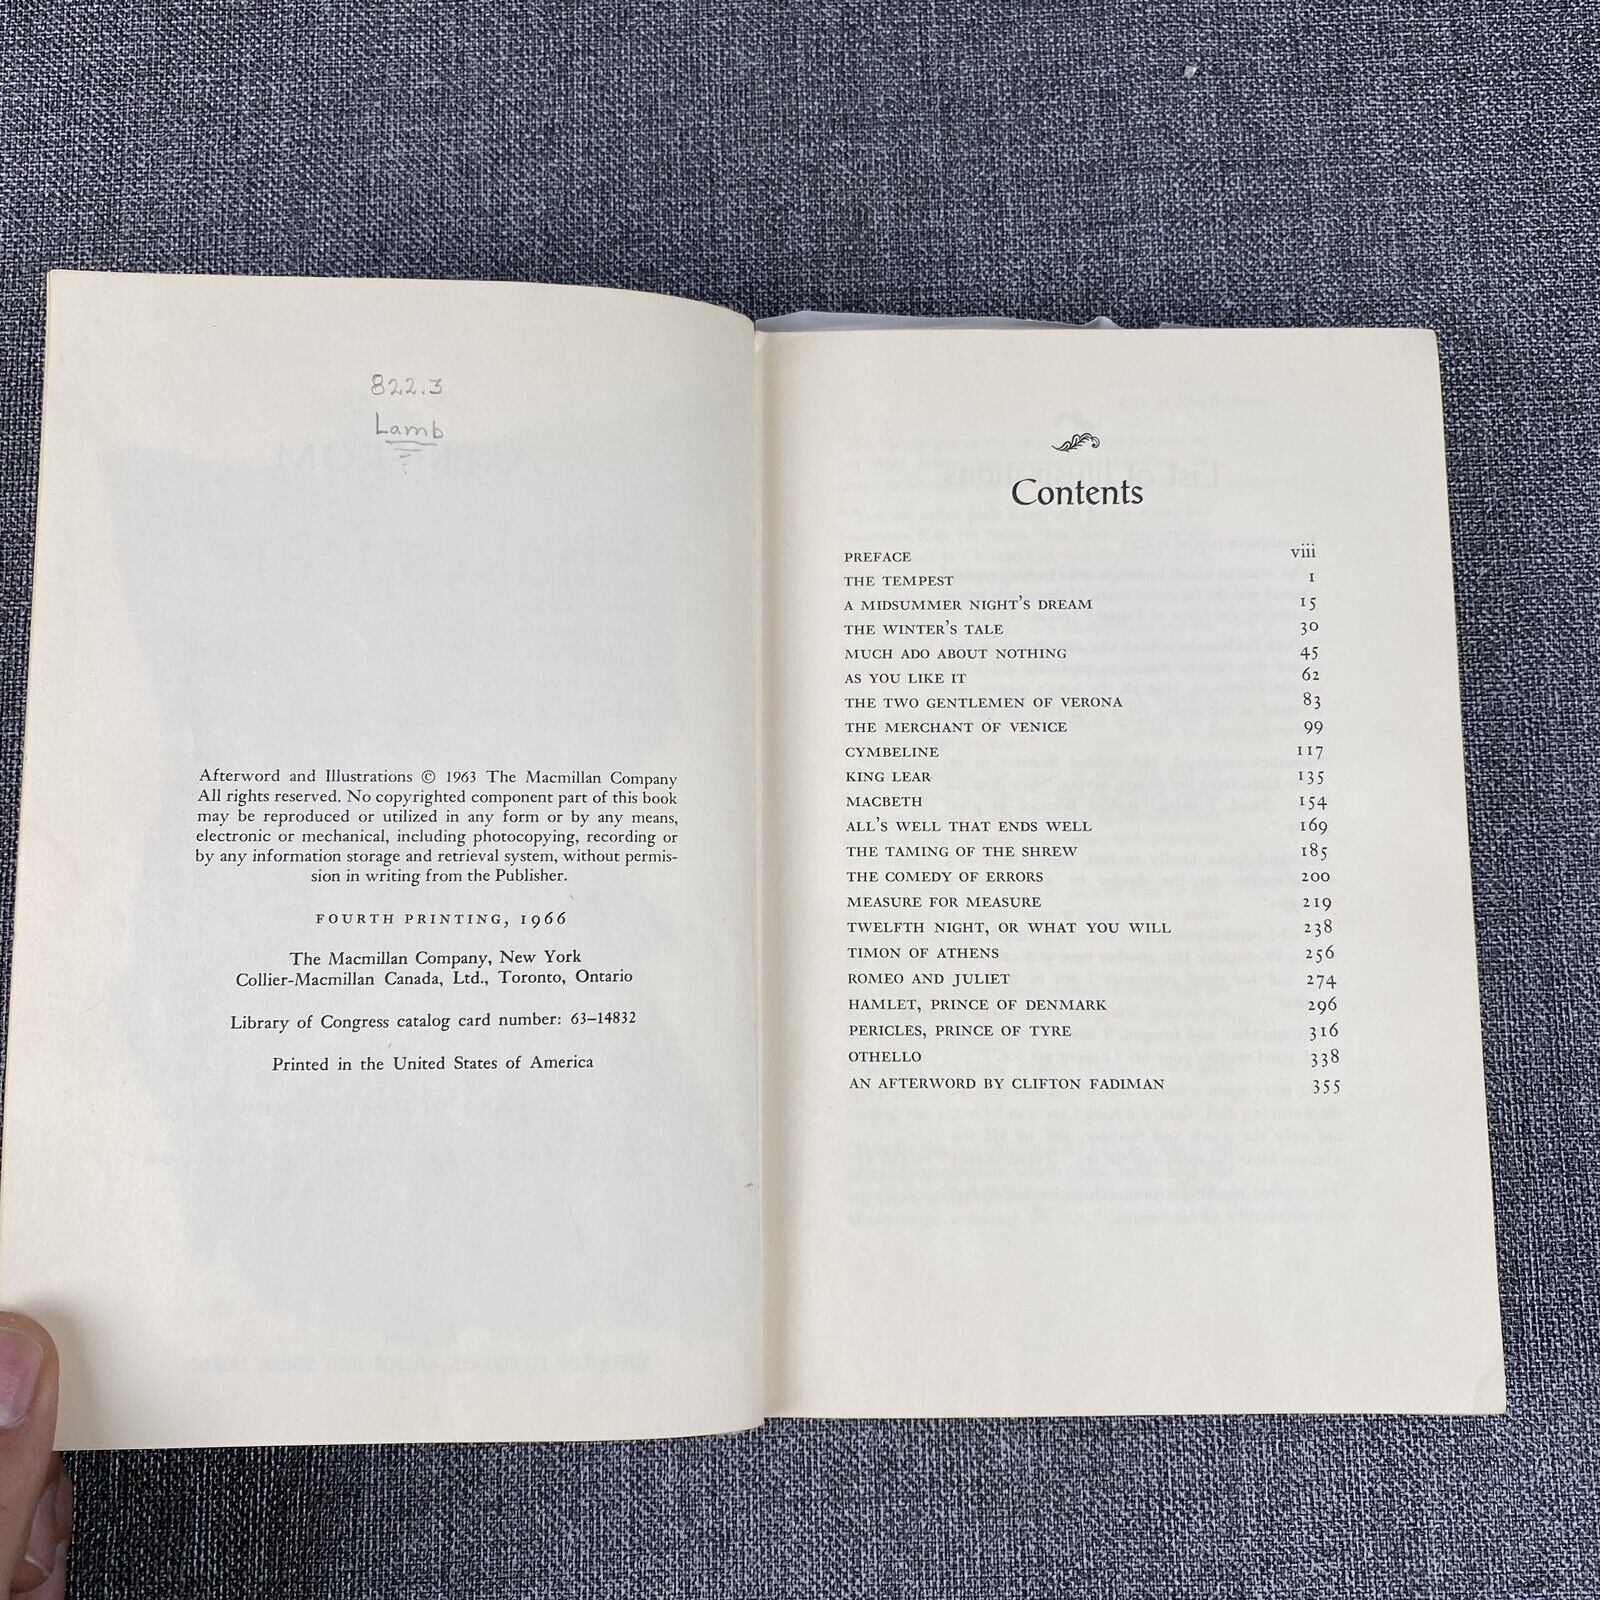 822.3
Lamb
Afterword and Illustrations © 1963 The Macmillan Company
All rights reserved. No copyrighted component part of this book
may be reproduced or utilized in any form or by any means,
electronic or mechanical, including photocopying, recording or
by any information storage and retrieval system, without permis-
sion in writing from the Publisher.
FOURTH PRINTING, 1966
The Macmillan Company, New York
Collier-Macmillan Canada, Ltd., Toronto, Ontario
Library of Congress catalog card number: 63–14832
Printed in the United States of America
Contents
PREFACE viii
THE TEMPEST 1
A MIDSUMMER NIGHT'S DREAM 15
THE WINTER'S TALE 30
MUCH ADO ABOUT NOTHING 45
AS YOU LIKE IT 62
THE TWO GENTLEMEN OF VERONA 83
THE MERCHANT OF VENICE 99
CYMBELINE 117
KING LEAR 135
MACBETH 154
ALL'S WELL THAT ENDS WELL 169
THE TAMING OF THE SHREW 185
THE COMEDY OF ERRORS 200
MEASURE FOR MEASURE 219
TWELFTH NIGHT, OR WHAT YOU WILL 238
TIMON OF ATHENS 256
ROMEO AND JULIET 274
HAMLET, PRINCE OF DENMARK 296
PERICLES, PRINCE OF TYRE 316
OTHELLO 338
AN AFTERWORD BY CLIFTON FADIMAN 355